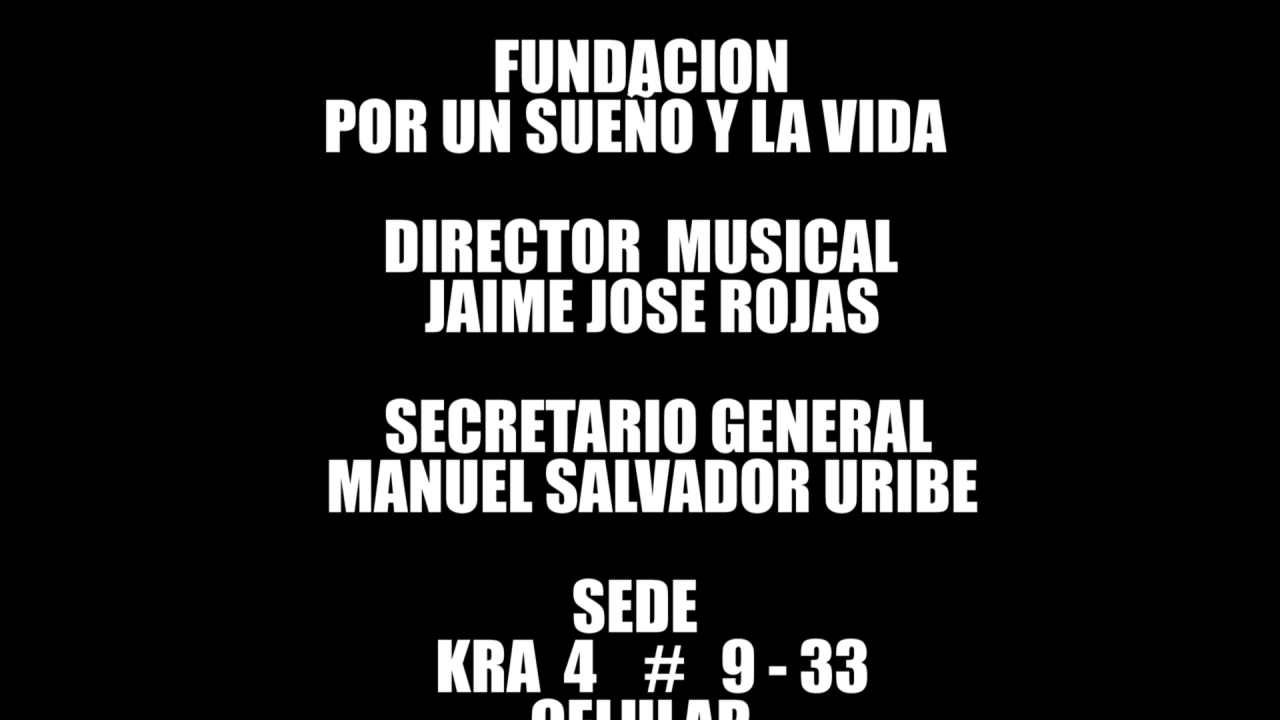 FUNDACION
POR UN SUEÑO Y LA VIDA
DIRECTOR MUSICAL
JAIME JOSE ROJAS
SECRETARIO GENERAL
MANUEL SALVADOR URIBE
SEDE
KRA 4 # 9 - 33
CELULAR